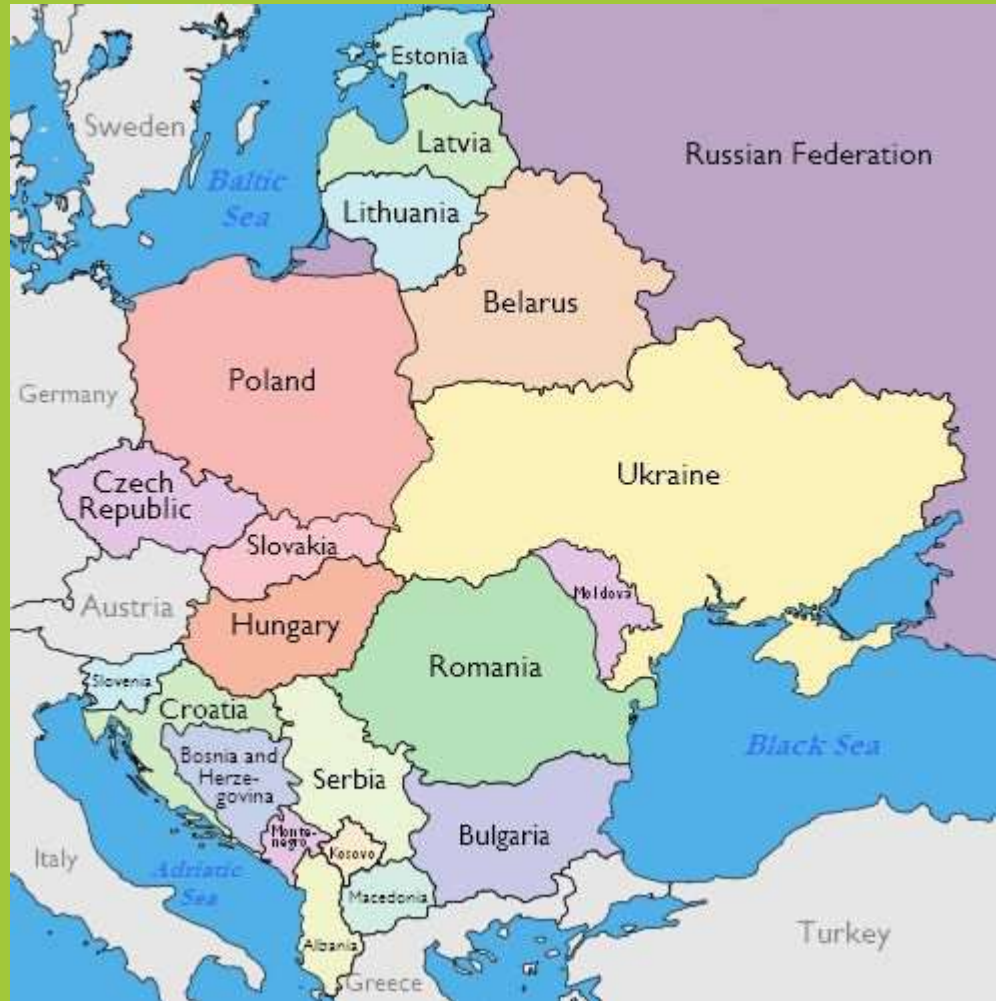 Estonia
Sweden
Latvia
Russian Federation
Baltic
Sea
Lithuania
Belarus
Poland
Germany
Ukraine
Czech
Republic
Slovakia
Moldova
Austria
Hungary
Romania
Slovenia
Croatia
Black Sea
Bosnia and
Herze-
govina
Serbia
Monte-
negro
Bulgaria
Kosovo
Italy
Adriatic
Sea
Macedonia
Turkey
Albania
Greece